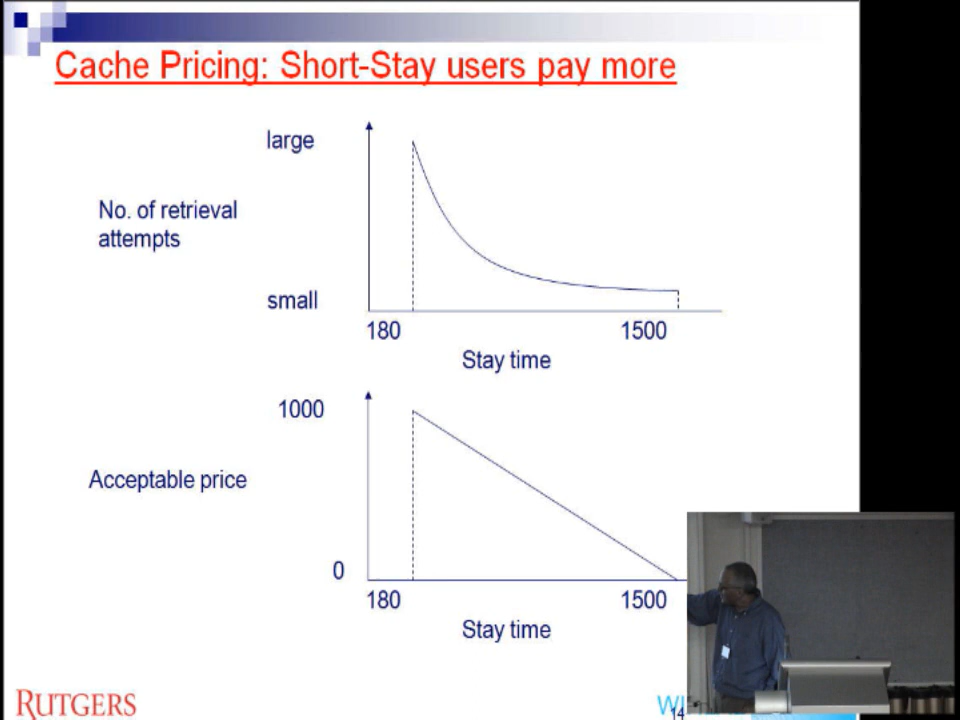 Cache Pricing: Short-Stay users pay more
large
No. of retrieval
attempts
small
180
1500
Stay time
1000
Acceptable price
0
180
1500
Stay time
RUTGERS
14